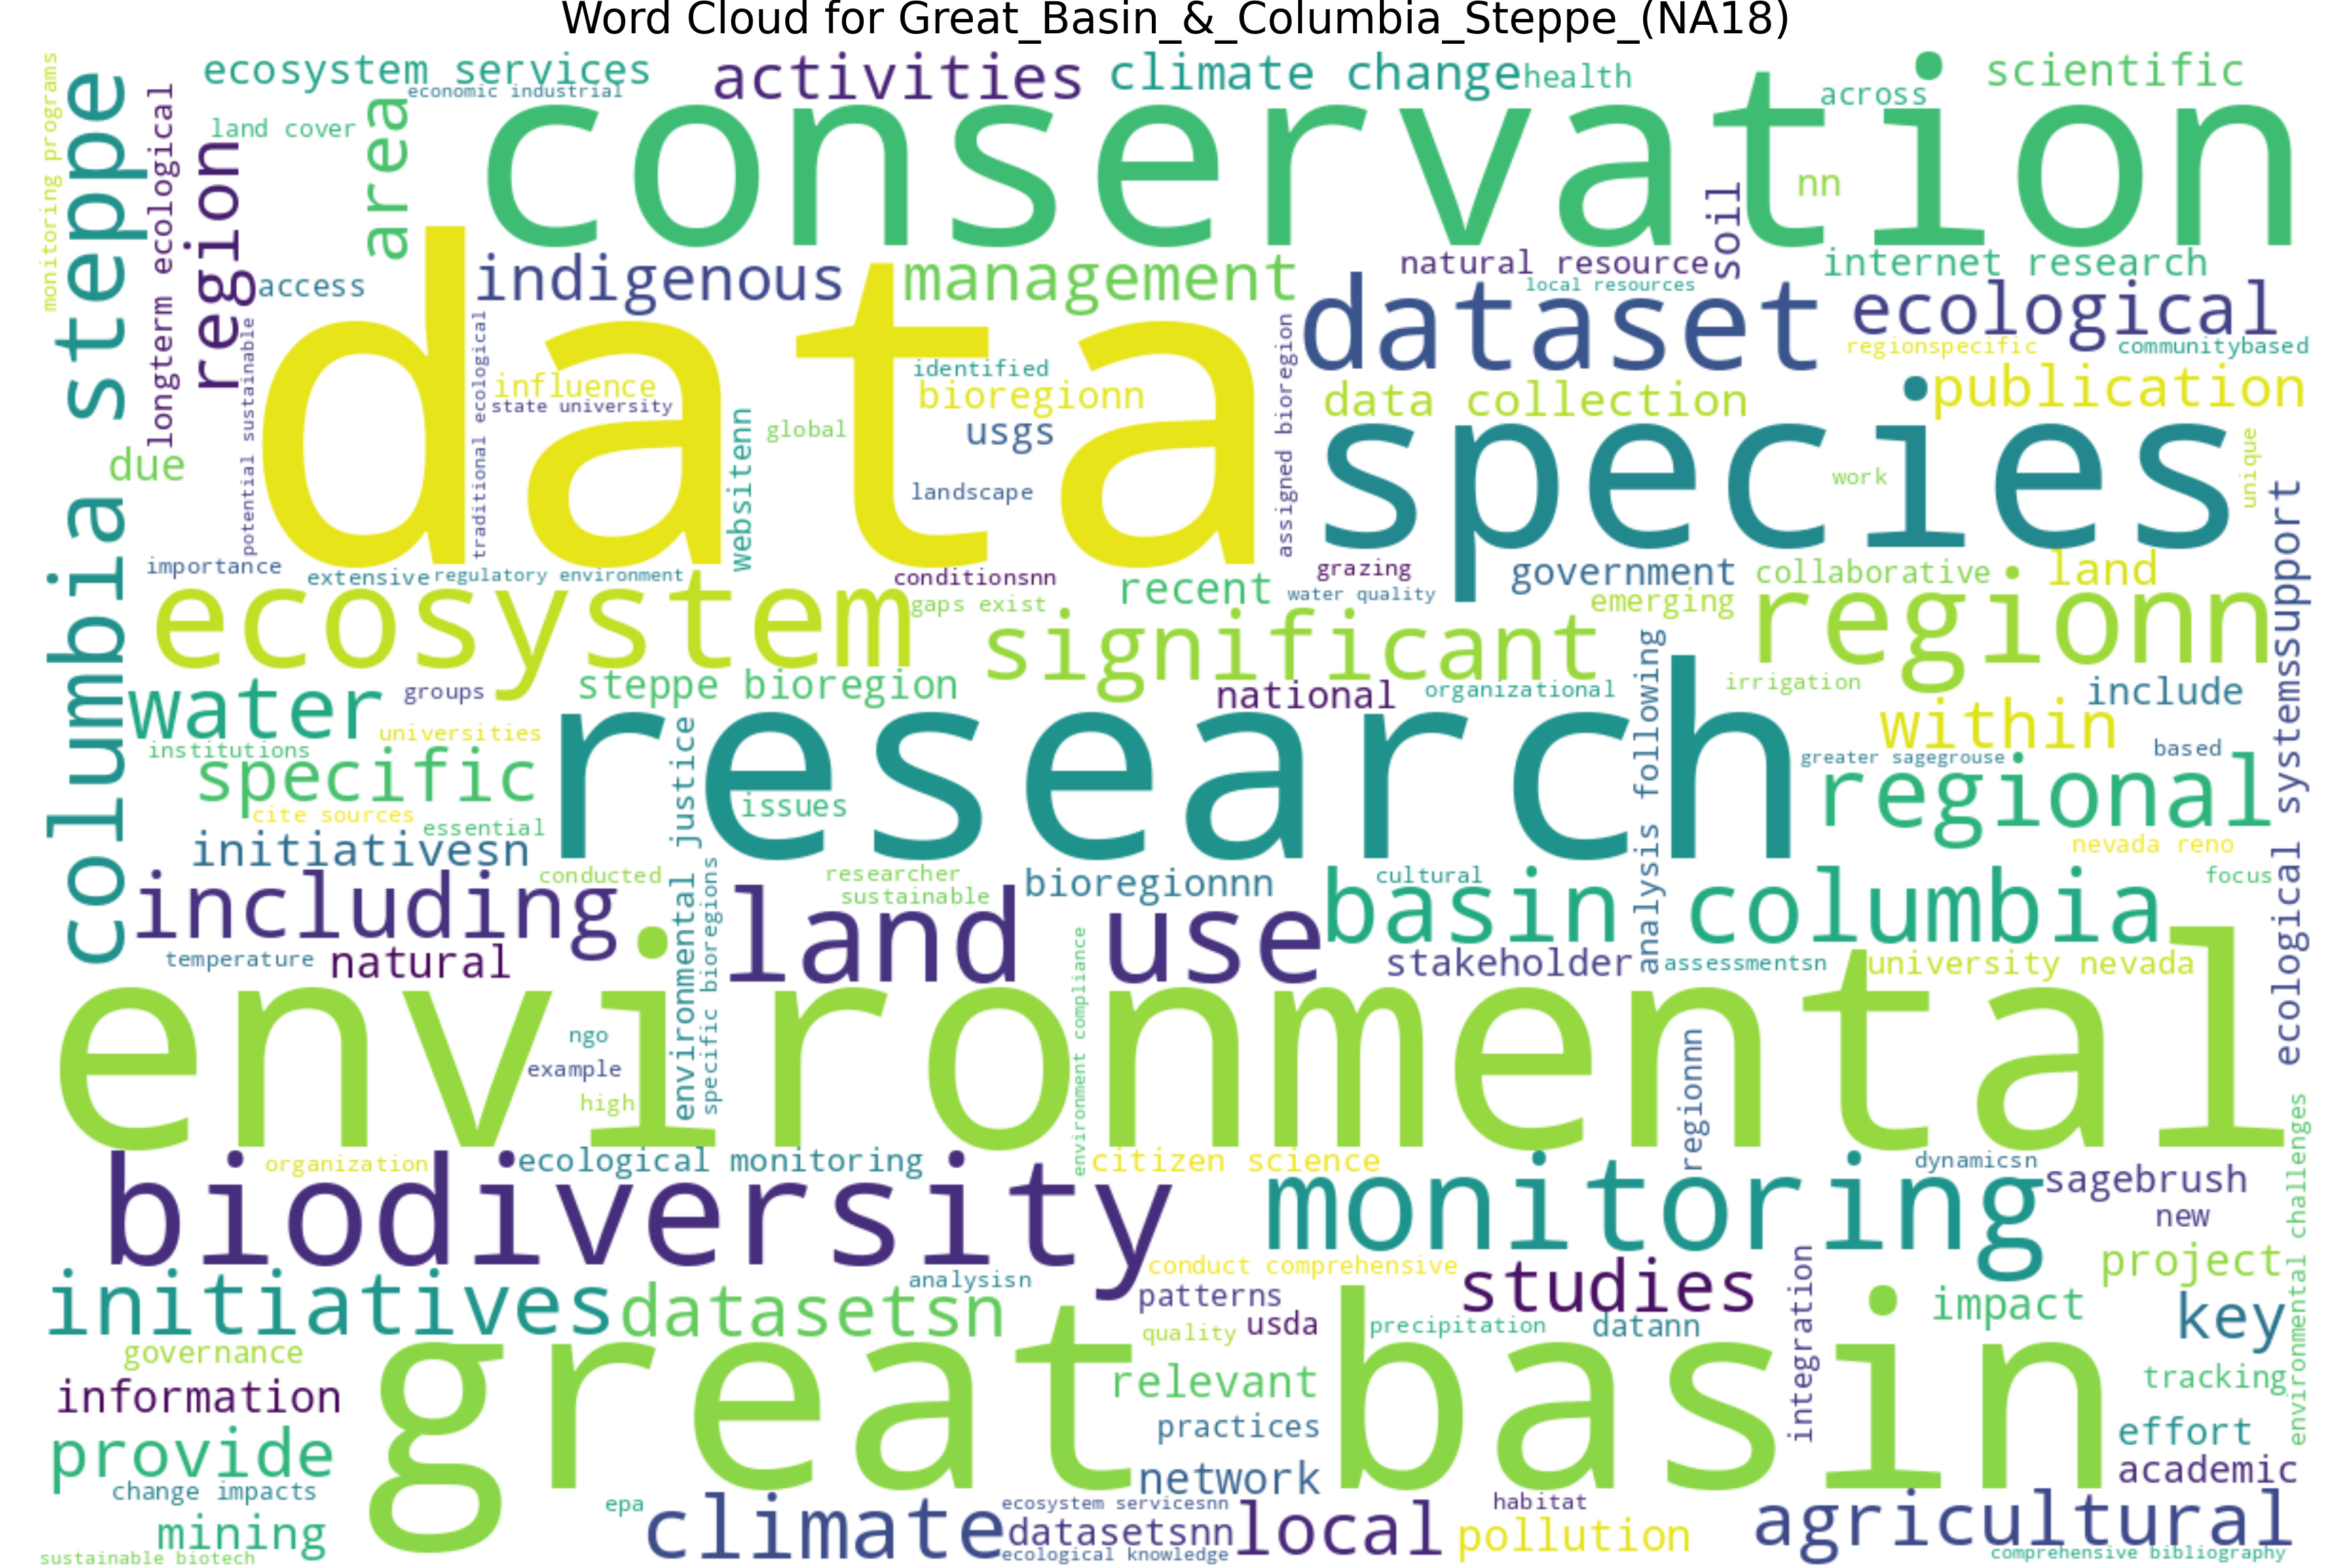 Word Cloud for Great_Basin_&_Columbia_Steppe_(NA18)
monitoring programs
columbia steppe
longterm ecological
region
ecosystem services
economic industrial
land cover
area
activities
climate change
health
across
scientific
conservation
nn
soil
natural resource
internet research
local resources
access
indigenous
management
dataset
ecological
regionspecific
communitybased
potential sustainable
traditional ecological
data
influence
state university
identified
bioregionn
usgs
global
websitenn
landscape
assigned bioregion
data collection
publication
species
work
unique
due
importance
extensive
regulatory environment
conditionsnn
gaps exist
recent
grazing
water quality
government
collaborative
land
emerging
ecosystem
significant
regionn
ecological systems
support
water
groups
steppe bioregion
national
organizational
analysis following
irrigation
include
within
universities
institutions
specific
research
environmental justice
issues
greater sagegrouse
based
regional
cite sources
essential
initiativesn
nevada reno
conducted
researcher
sustainable
bioregionnn
cultural
focus
including
specific bioregions
land use
basin columbia
temperature
natural
stakeholder
assessmentsn
university nevada
environmental
environment compliance
ngo
example
high
regionnn
environmental challenges
organization
ecological monitoring
citizen science
dynamicsn
biodiversity
monitoring
sagebrush
new
conduct comprehensive
project
initiatives
datasetsn
analysisn
patterns
studies
integration
impact
key
quality
usda
precipitation
datann
governance
great basin
information
relevant
tracking
provide
practices
effort
network
academic
change impacts
mining
epa
climate
ecosystem servicesnn
datasetsnn
ecological knowledge
local
habitat
pollution
agricultural
sustainable biotech
comprehensive bibliography